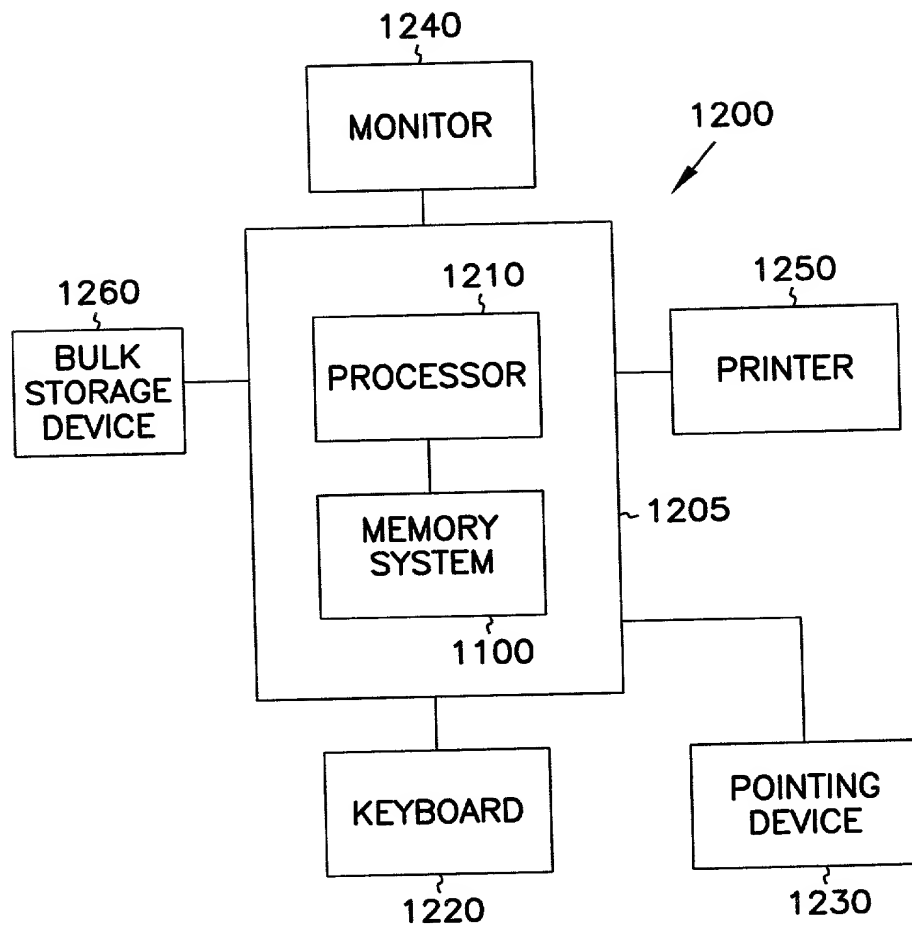 1240
MONITOR
1200
1260
BULK
STORAGE
DEVICE
1210
PROCESSOR
1250
PRINTER
MEMORY
SYSTEM
1205
1100
KEYBOARD
1220
POINTING
DEVICE
1230